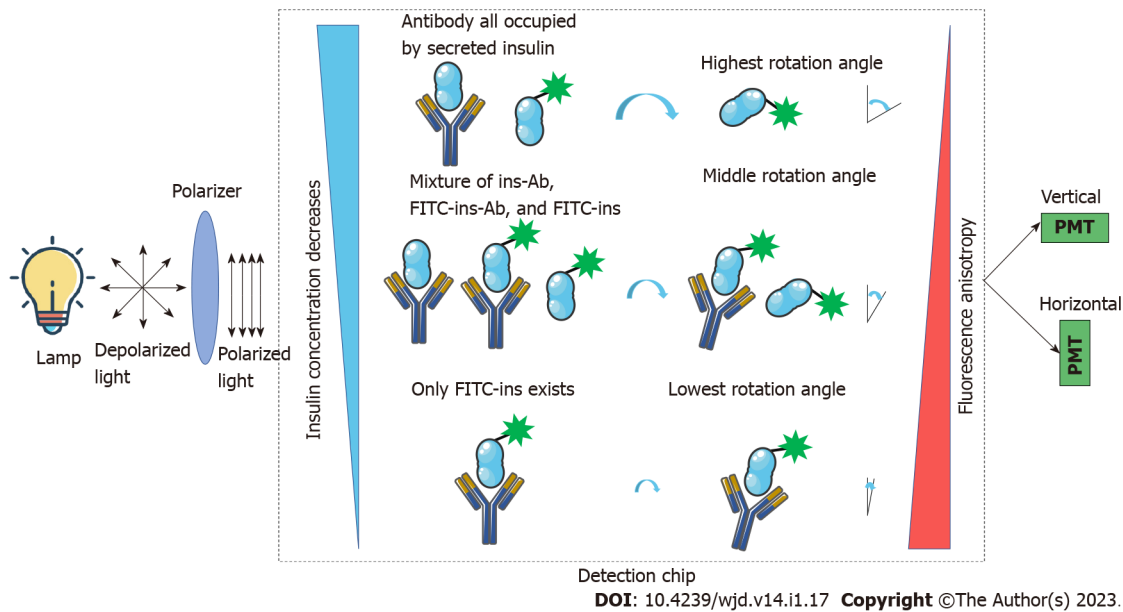 Antibody all occupied
by secreted insulin
Highest rotation angle
Mixture of ins-Ab,
FITC-ins-Ab, and FITC-ins
Middle rotation angle
Polarizer
Vertical
PMT
Horizontal
PMT
Lamp
Depolarized
light
Polarized
light
Insulin concentration decreases
Fluorescence anisotropy
Only FITC-ins exists
Lowest rotation angle
Detection chip
DOI: 10.4239/wjd.v14.i1.17 Copyright ©The Author(s) 2023.